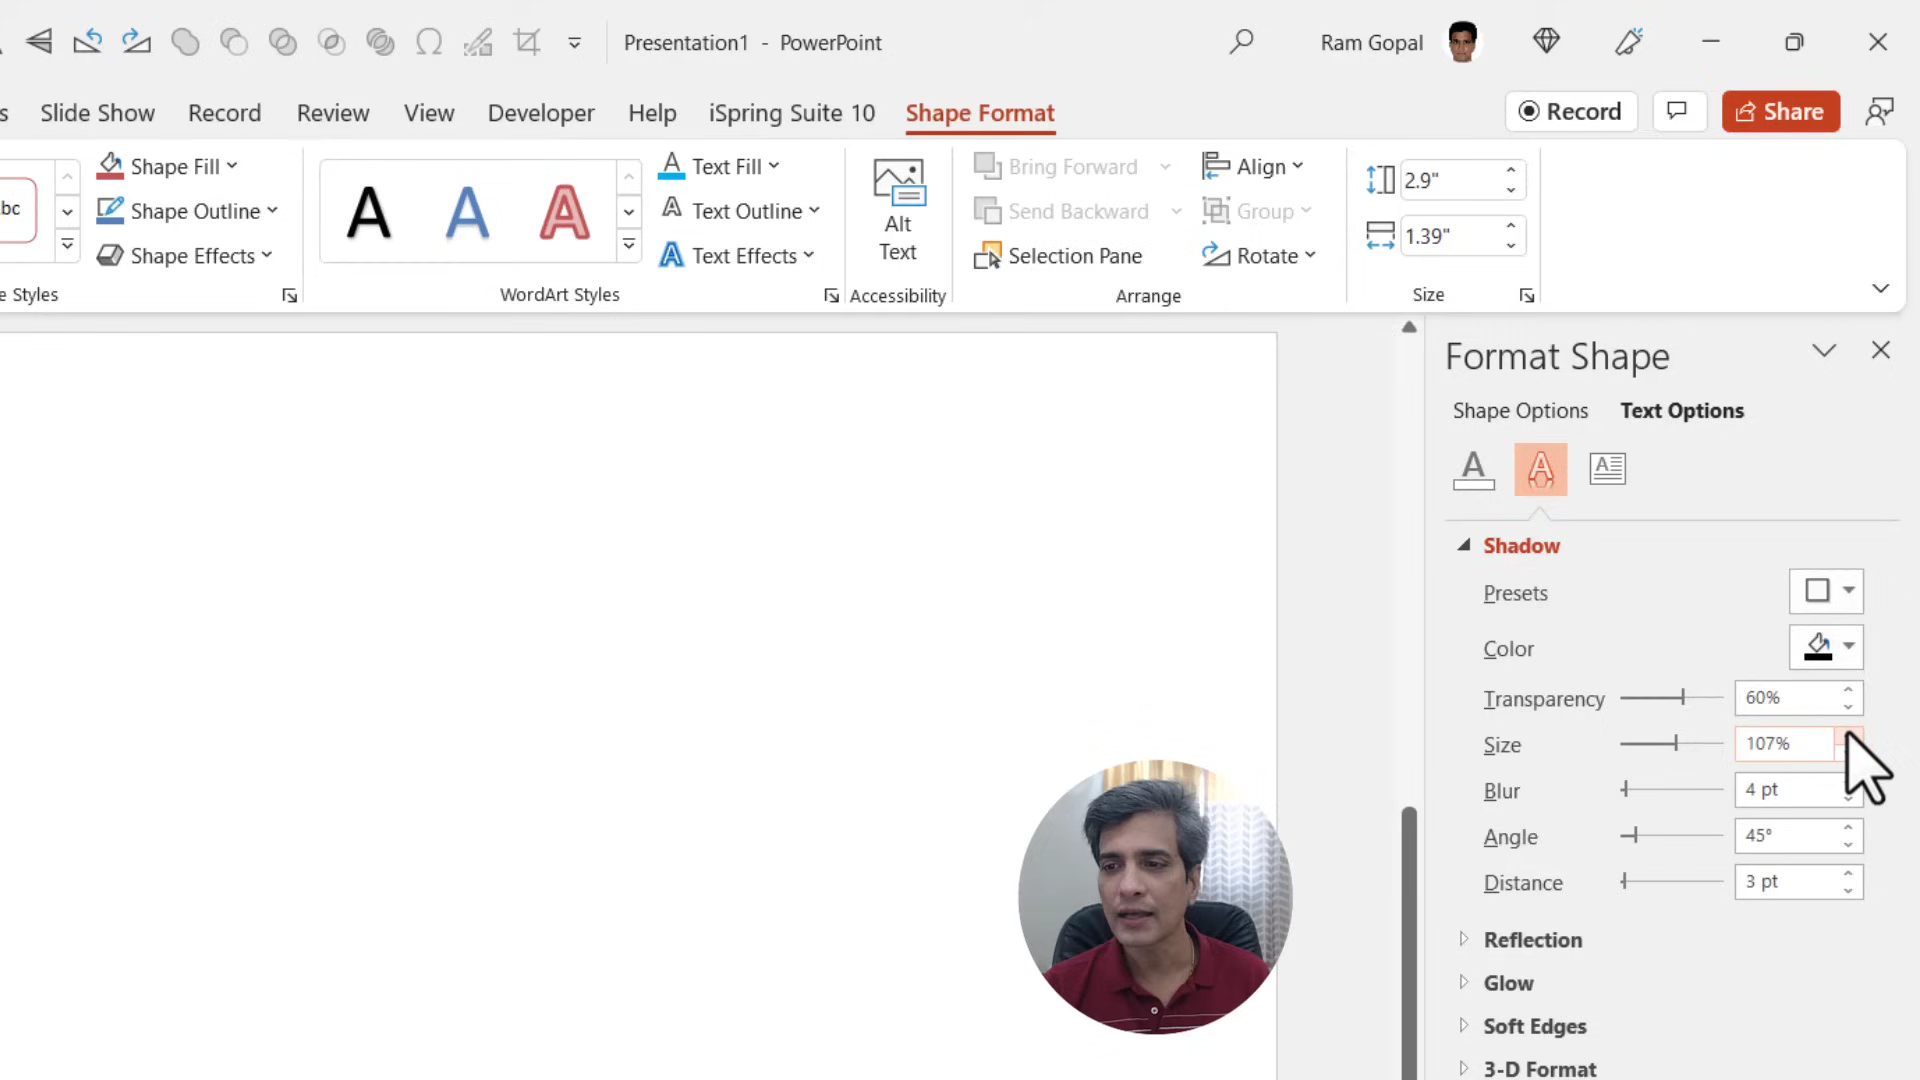 Presentation1 - PowerPoint
Ram Gopal
s Slide Show Record Review View Developer Help iSpring Suite 10 Shape Format
Record
Share
bc
Shape Fill
Shape Outline
Shape Effects
e Styles
A A A
Text Fill
Text Outline
Text Effects
WordArt Styles
Alt
Text
Accessibility
Bring Forward
Send Backward
Selection Pane
Align
Group
Rotate
Arrange
2.9"
1.39"
Size
Format Shape
Shape Options Text Options
Shadow
Presets
Color
Transparency 60%
Size 107%
Blur 4 pt
Angle 45°
Distance 3 pt
Reflection
Glow
Soft Edges
3-D Format